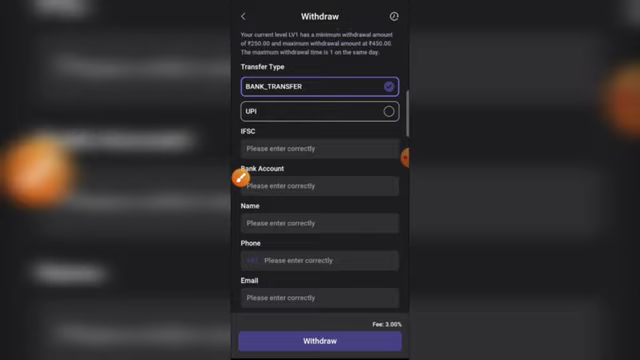 Withdraw
Your current level LV1 has a minimum withdrawal amount
of ₹250.00 and maximum withdrawal amount at ₹450.00.
The maximum withdrawal time is 1 on the same day.
Transfer Type
BANK_TRANSFER
UPI
IFSC
Please enter correctly
Bank Account
Please enter correctly
Name
Please enter correctly
Phone
+91 Please enter correctly
Email
Please enter correctly
Fee: 3.00%
Withdraw